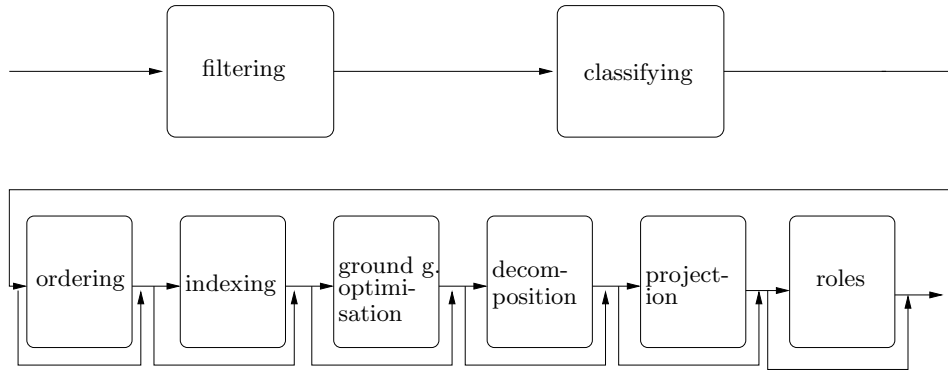 filtering
classifying
ordering
indexing
ground g.
optimi-
sation
decom-
position
project-
ion
roles